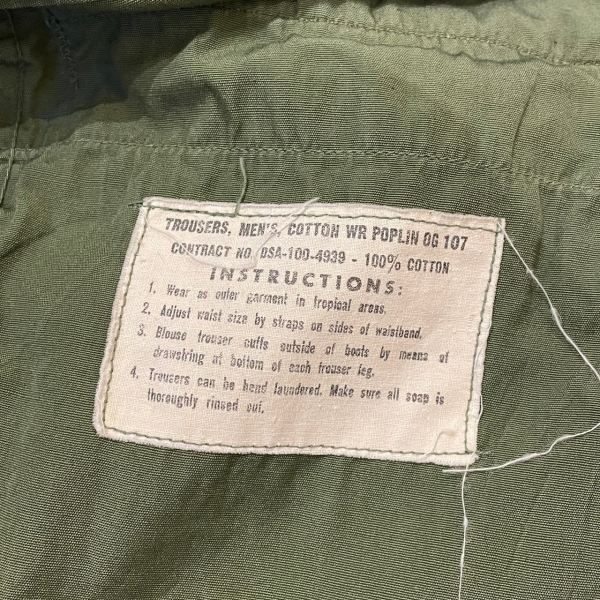 TROUSERS, MEN'S, COTTON WR POPLIN OG 107
CONTRACT NO. DSA-100-4939 - 100% COTTON
INSTRUCTIONS:
1. Wear as outer garment in tropical areas.
2. Adjust waist size by straps on sides of waistband.
3. Blouse trouser cuffs outside of boots by means of
drawstring at bottom of each trouser leg.
4. Trousers can be hand laundered. Make sure all soap is
thoroughly rinsed out.